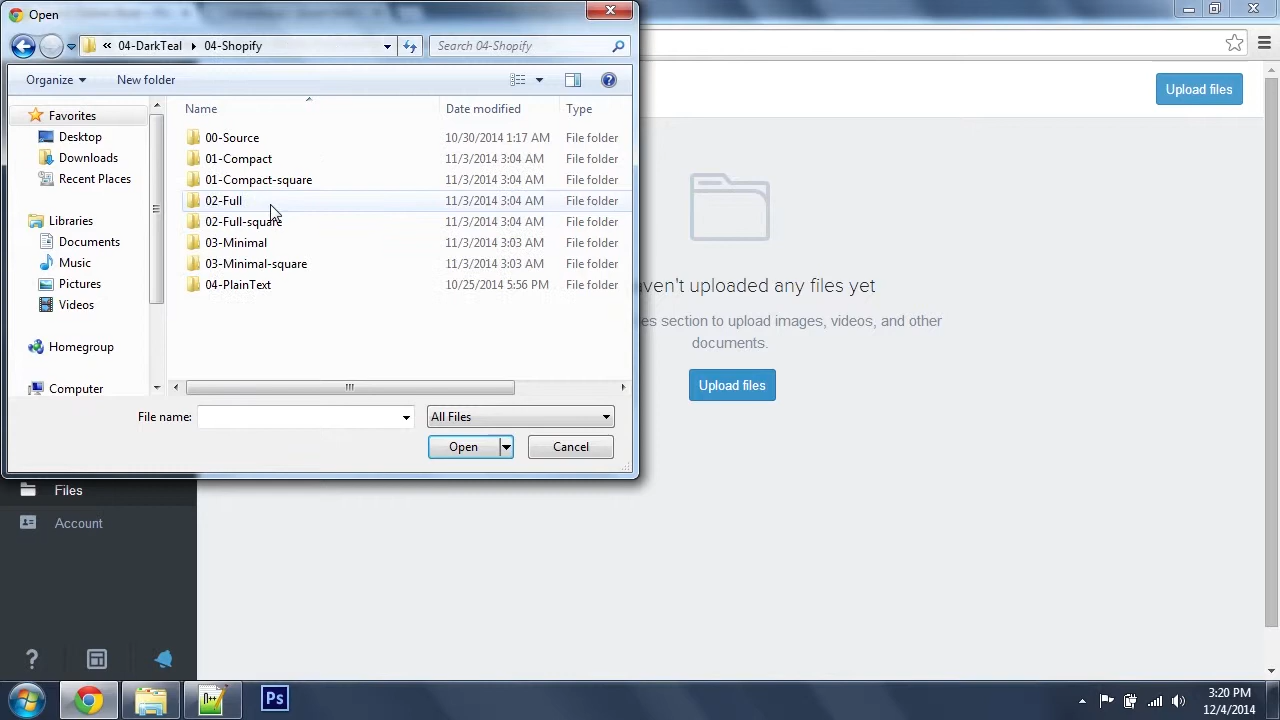 Open
« 04-DarkTeal 04-Shopify
Search 04-Shopify
Organize
New folder
Upload files
Name
Date modified
Type
Favorites
Desktop
Downloads
Recent Places
Libraries
Documents
Music
Pictures
Videos
Homegroup
Computer
00-Source 10/30/2014 1:17 AM File folder
01-Compact 11/3/2014 3:04 AM File folder
01-Compact-square 11/3/2014 3:04 AM File folder
02-Full 11/3/2014 3:04 AM File folder
02-Full-square 11/3/2014 3:04 AM File folder
03-Minimal 11/3/2014 3:03 AM File folder
03-Minimal-square 11/3/2014 3:03 AM File folder
04-PlainText 10/25/2014 5:56 PM File folder
aven't uploaded any files yet
es section to upload images, videos, and other
documents.
Upload files
File name:
All Files
Open
Cancel
Files
Account
?
Ps
3:20 PM
12/4/2014